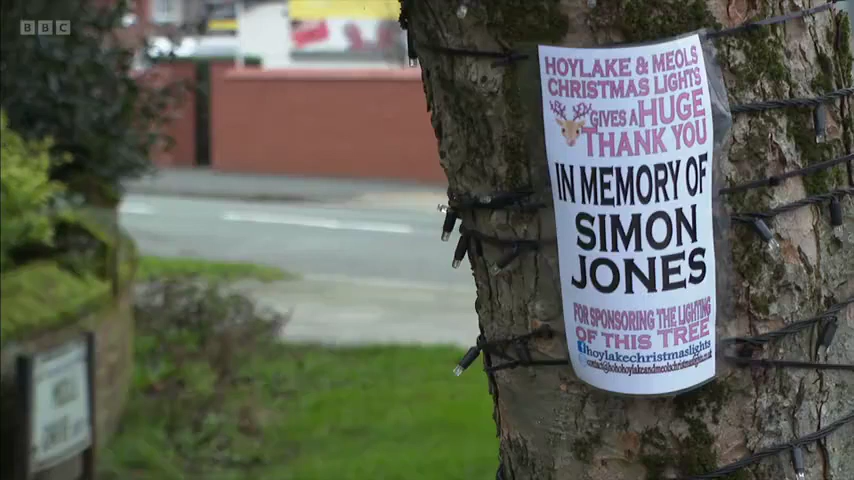 BBC
HOYLAKE & MEOLS
CHRISTMAS LIGHTS
GIVES A HUGE
THANK YOU
IN MEMORY OF
SIMON
JONES
FOR SPONSORING THE LIGHTING
OF THIS TREE
hoylakechristmaslights